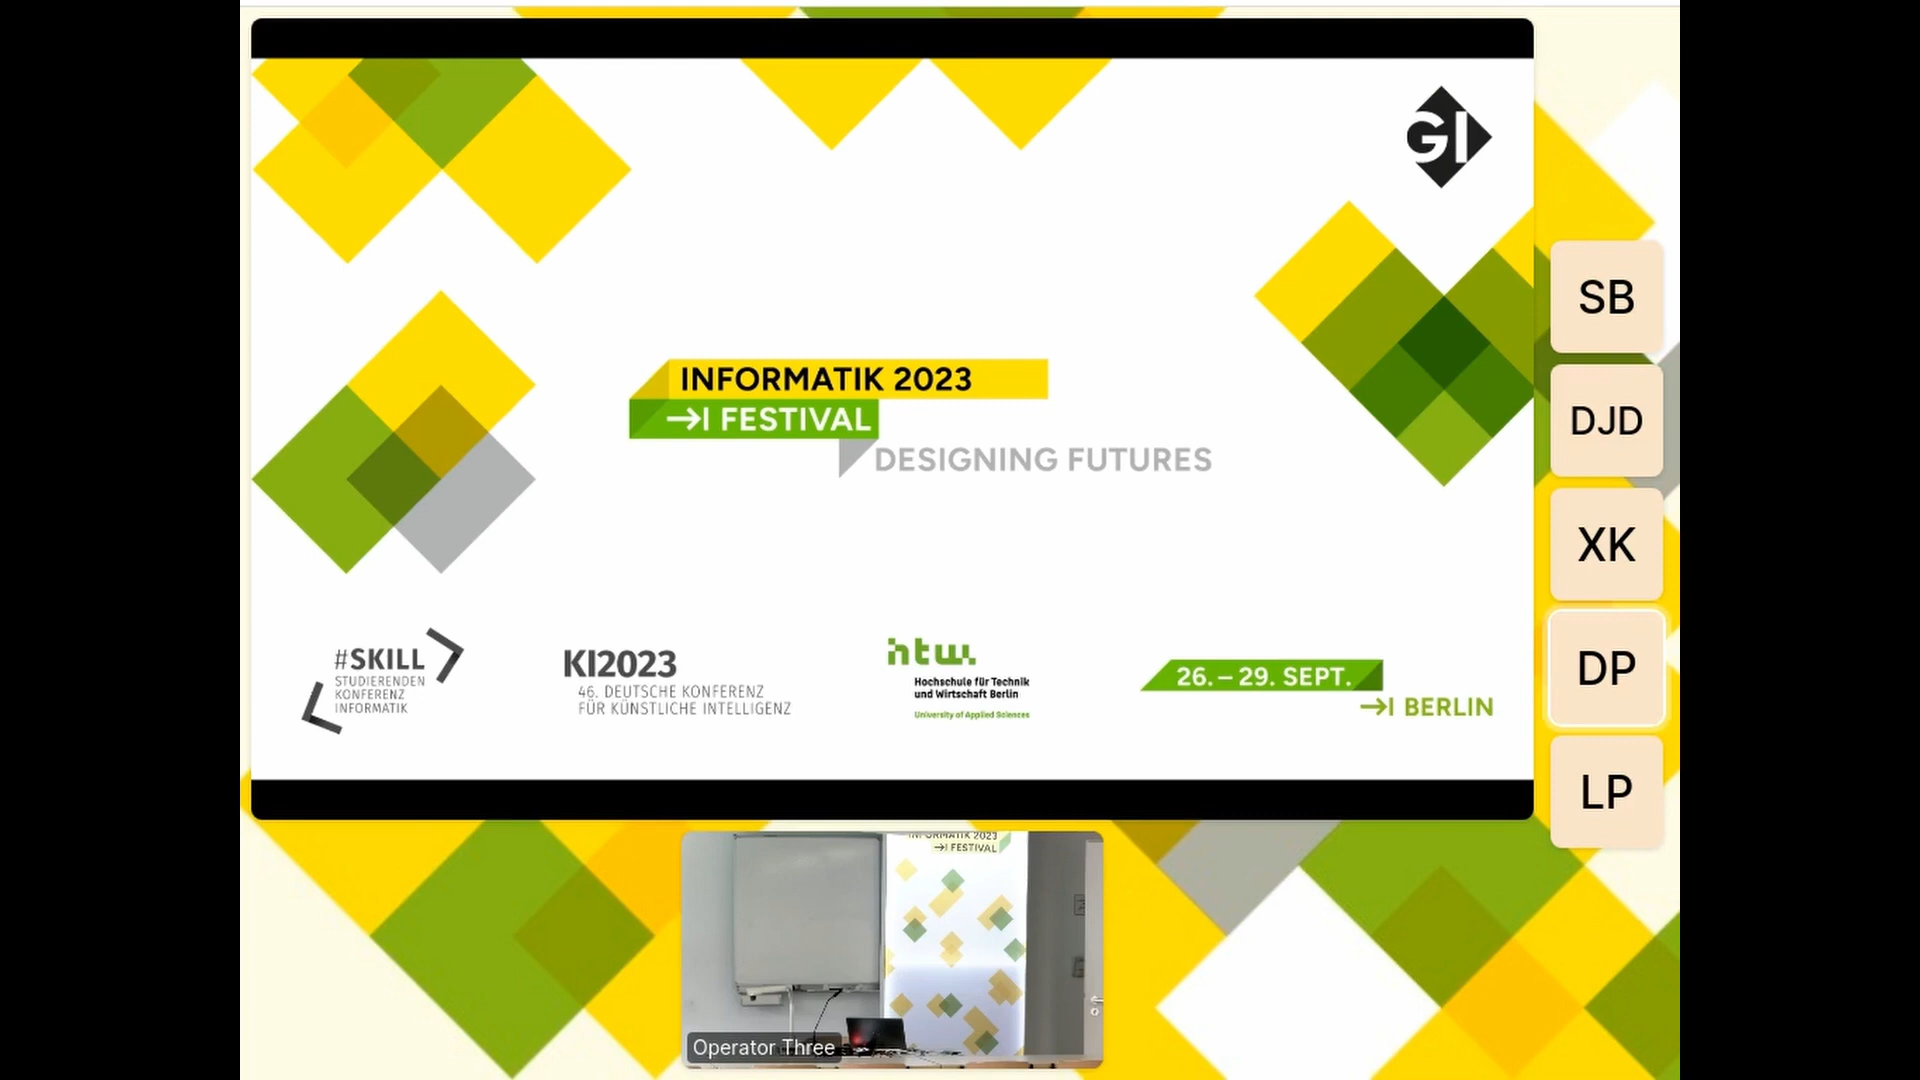 GI
INFORMATIK 2023
→I FESTIVAL
DESIGNING FUTURES
#SKILL
STUDIERENDEN
KONFERENZ
INFORMATIK
KI2023
46. DEUTSCHE KONFERENZ
FÜR KÜNSTLICHE INTELLIGENZ
htw.
Hochschule für Technik
und Wirtschaft Berlin
University of Applied Sciences
26. – 29. SEPT.
→I BERLIN
SB
DJD
XK
DP
LP
INFORMATIK 2023
→I FESTIVAL
Operator Three